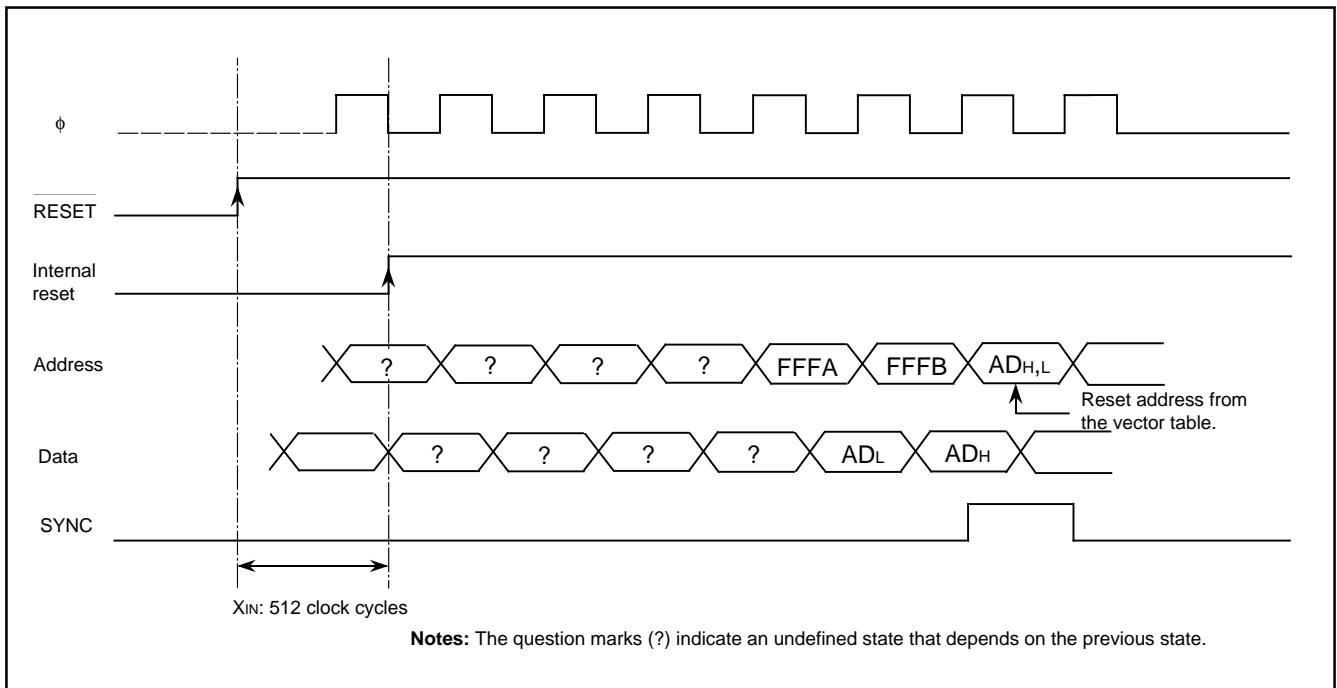 ϕ
RESET
Internal
reset
Address
? ? ? ? FFFA FFFB ADH,L
Reset address from
the vector table.
Data
? ? ? ? ADL ADH
SYNC
XIN: 512 clock cycles
Notes: The question marks (?) indicate an undefined state that depends on the previous state.